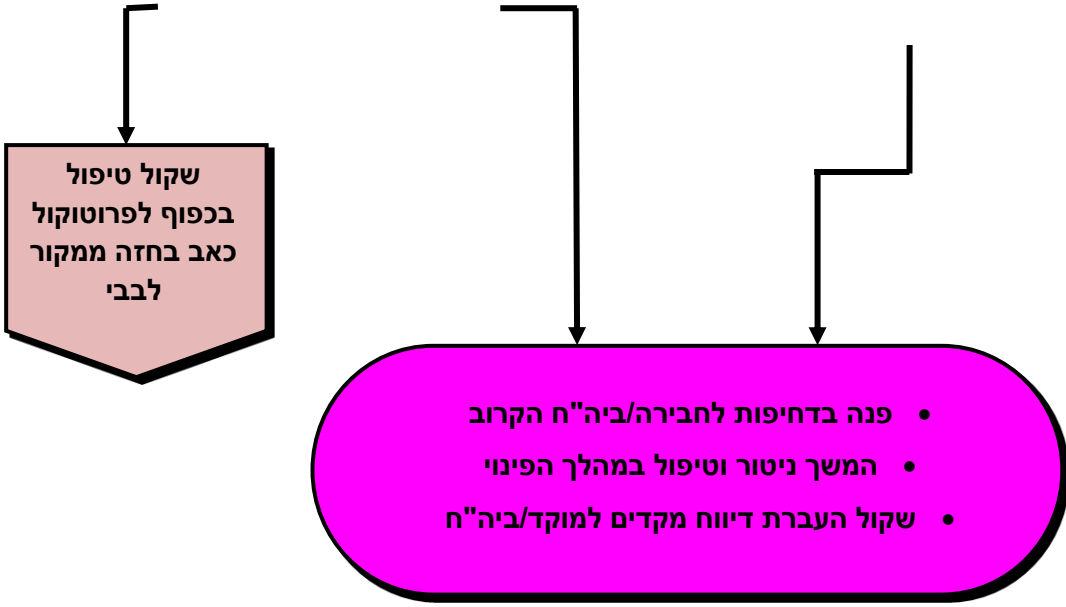 שקול טיפול
בכפוף לפרוטוקול
כאב בחזה ממקור
לבבי
• פנה בדחיפות לחבירה/ביה"ח הקרוב
• המשך ניטור וטיפול במהלך הפינוי
• שקול העברת דיווח מקדים למוקד/ביה"ח